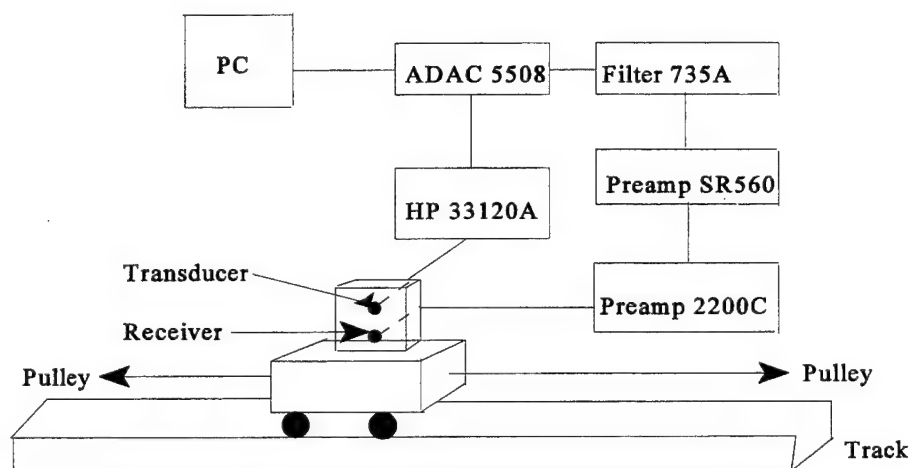 PC
ADAC 5508
Filter 735A
HP 33120A
Preamp SR560
Preamp 2200C
Transducer
Receiver
Pulley
Pulley
Track